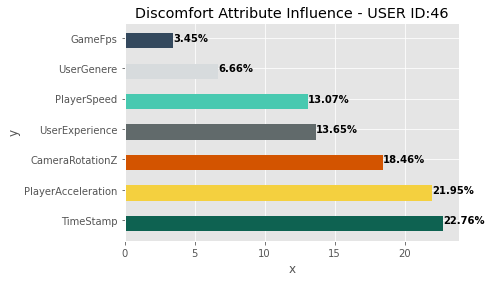 Discomfort Attribute Influence - USER ID:46
GameFps 3.45%
UserGenere 6.66%
PlayerSpeed 13.07%
UserExperience 13.65%
CameraRotationZ 18.46%
PlayerAcceleration 21.95%
TimeStamp 22.76%
y
0 5 10 15 20
x